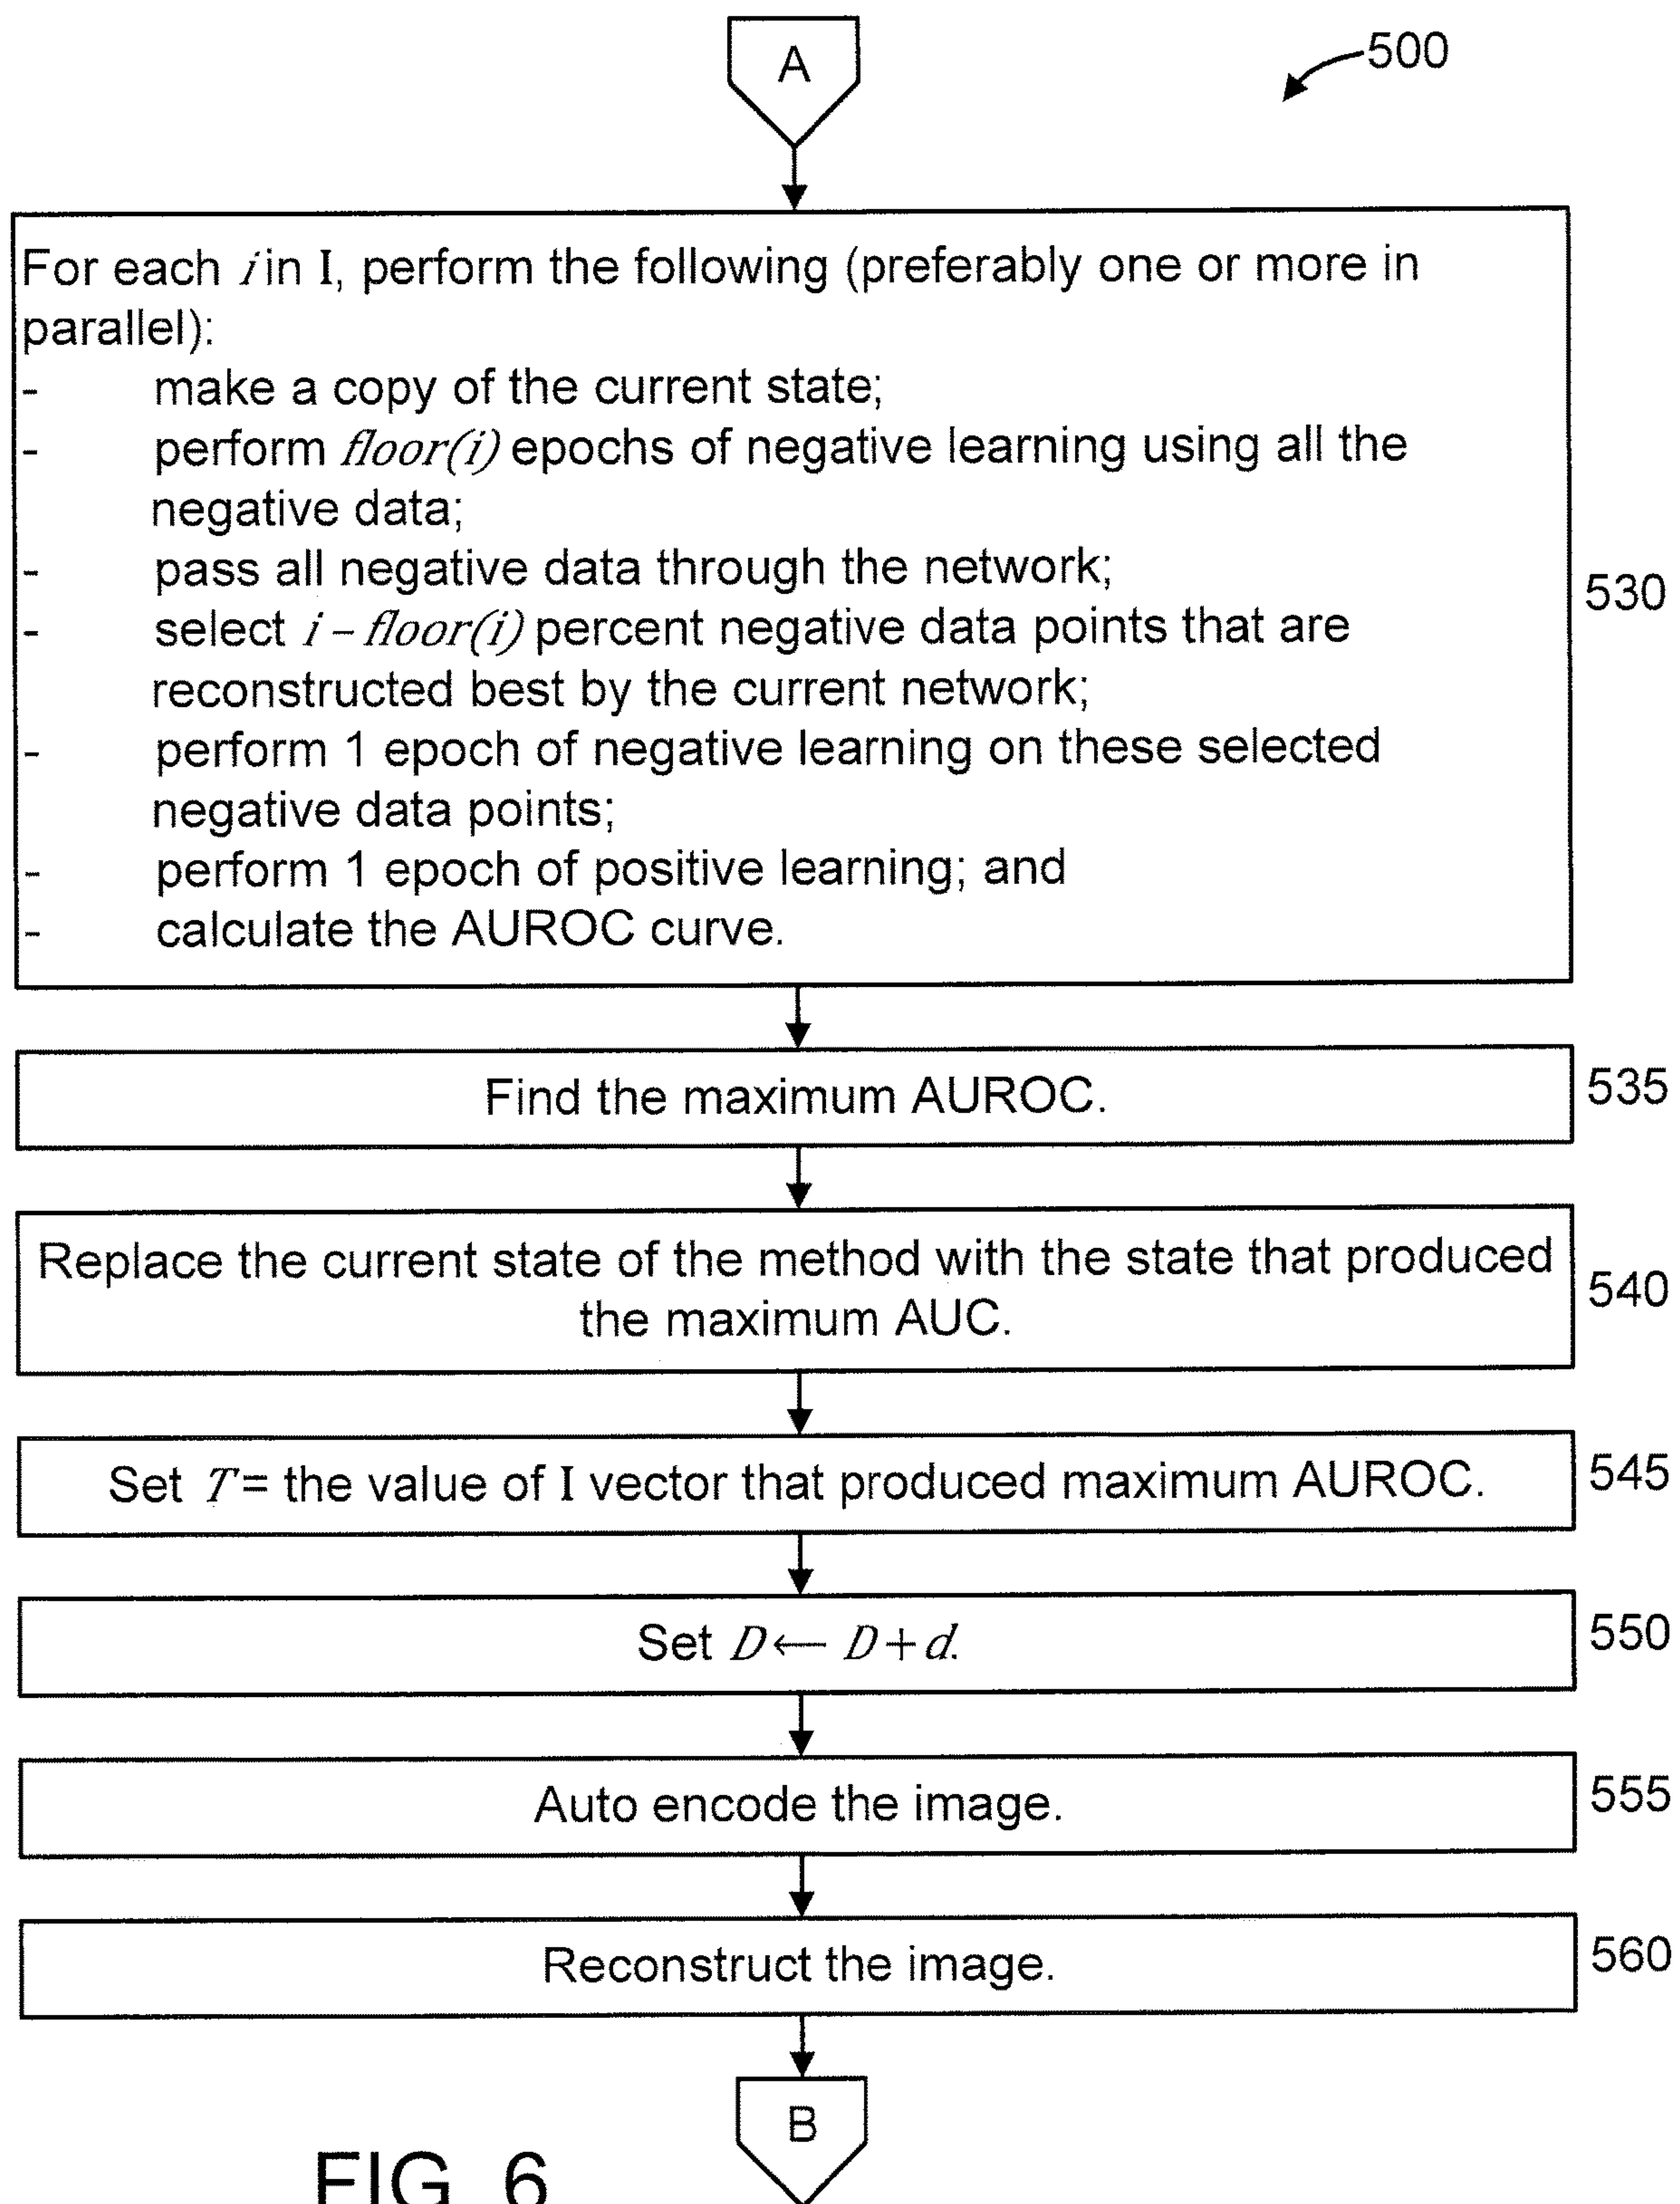 A
500
For each i in I, perform the following (preferably one or more in
parallel):
- make a copy of the current state;
- perform floor(i) epochs of negative learning using all the
negative data;
- pass all negative data through the network;
- select i – floor(i) percent negative data points that are
reconstructed best by the current network;
- perform 1 epoch of negative learning on these selected
negative data points;
- perform 1 epoch of positive learning; and
- calculate the AUROC curve.
530
Find the maximum AUROC.
535
Replace the current state of the method with the state that produced
the maximum AUC.
540
Set T = the value of I vector that produced maximum AUROC.
545
Set D ← D + d.
550
Auto encode the image.
555
Reconstruct the image.
560
B
FIG. 6